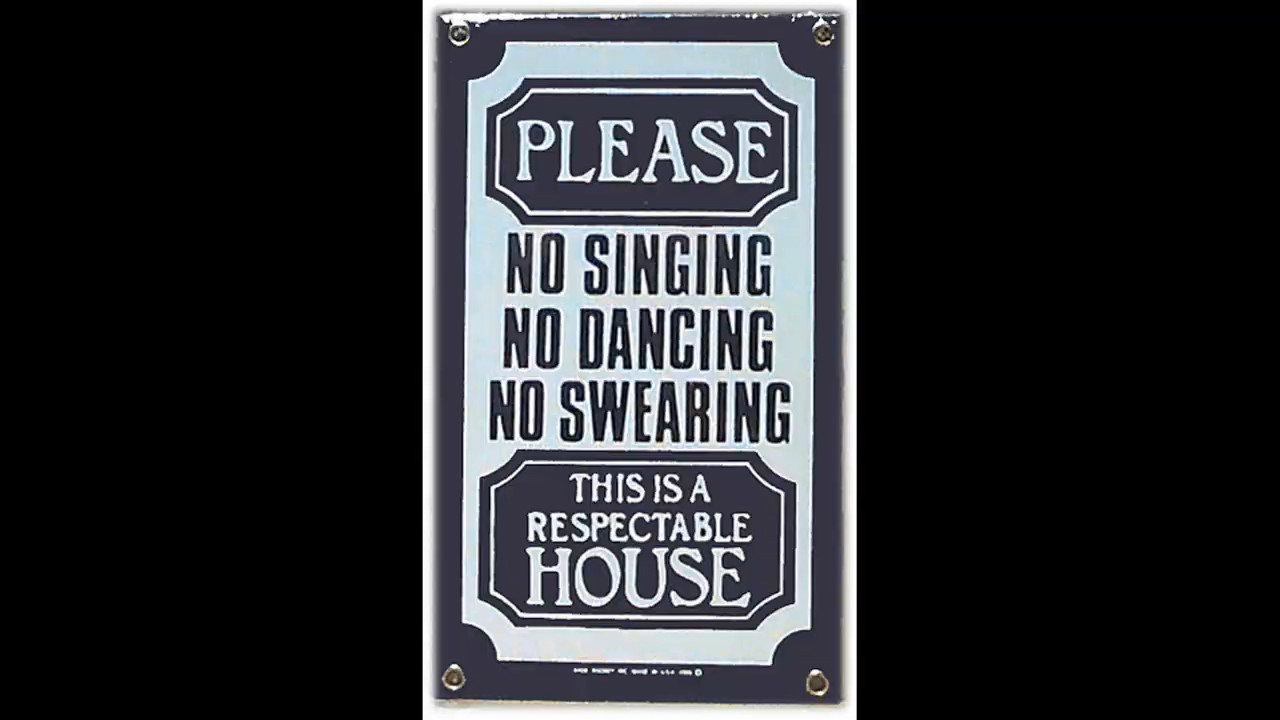 PLEASE
NO SINGING
NO DANCING
NO SWEARING
THIS IS A
RESPECTABLE
HOUSE